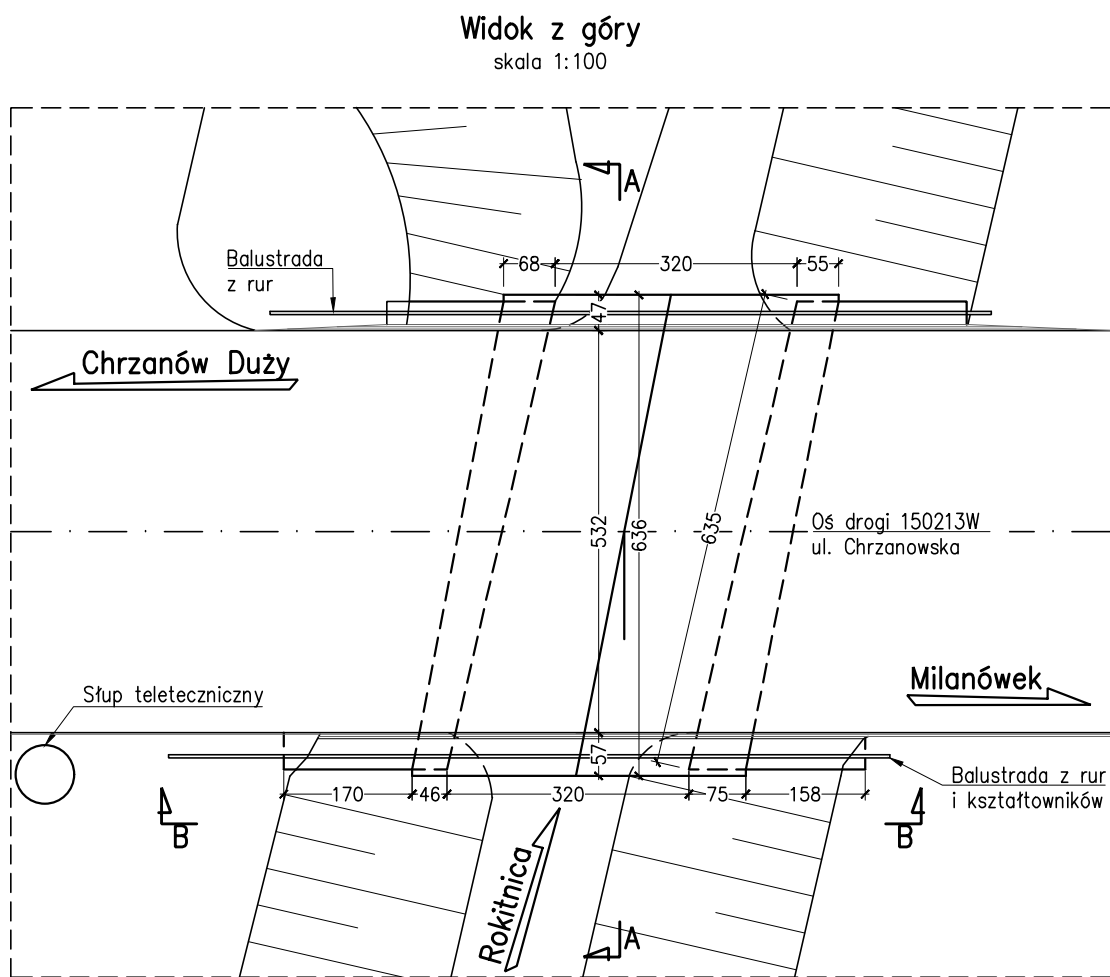 Widok z góry
skala 1:100
A
68
320
55
Balustrada
z rur
47
Chrzanów Duży
532
636
635
Oś drogi 150213W
ul. Chrzanowska
Milanówek
Słup teleteczniczny
57
170
46
320
75
158
Balustrada z rur
i kształtowników
B
B
Rokitnica
A